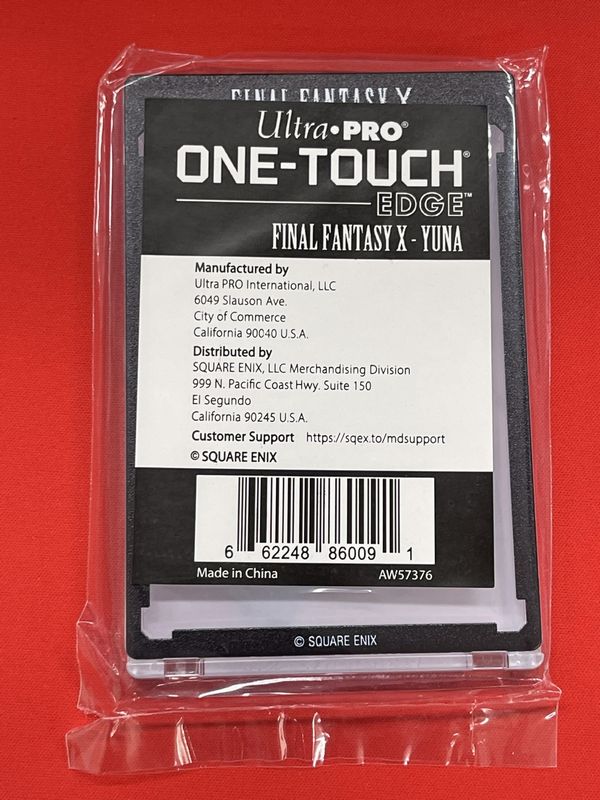 FINAL FANTASY X
Ultra•PRO®
ONE-TOUCH®
EDGE™
FINAL FANTASY X - YUNA
Manufactured by
Ultra PRO International, LLC
6049 Slauson Ave.
City of Commerce
California 90040 U.S.A.
Distributed by
SQUARE ENIX, LLC Merchandising Division
999 N. Pacific Coast Hwy. Suite 150
El Segundo
California 90245 U.S.A.
Customer Support https://sqex.to/mdsupport
© SQUARE ENIX
6 62248 86009 1
Made in China AW57376
© SQUARE ENIX